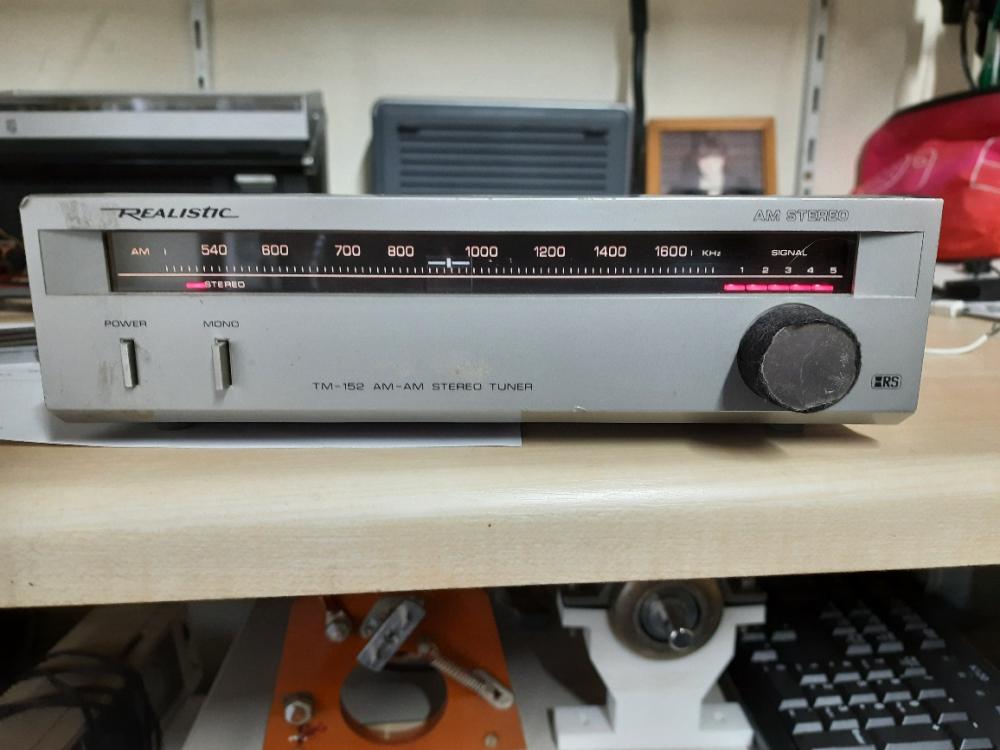 REALISTIC
AM STEREO
AM 540 600 700 800 1000 1200 1400 1600 KHz
SIGNAL
1 2 3 4 5
STEREO
POWER
MONO
TM-152 AM-AM STEREO TUNER
RS